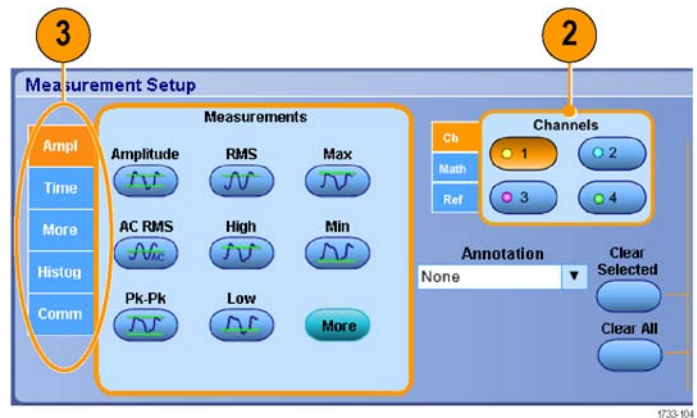 3
2
Measurement Setup
Ampl
Time
More
Histog
Comm
Measurements
Amplitude
RMS
Max
AC RMS
High
Min
AC
Pk-Pk
Low
More
Ch
Math
Ref
Channels
1
2
3
4
Annotation
None
Clear
Selected
Clear All
1733-104